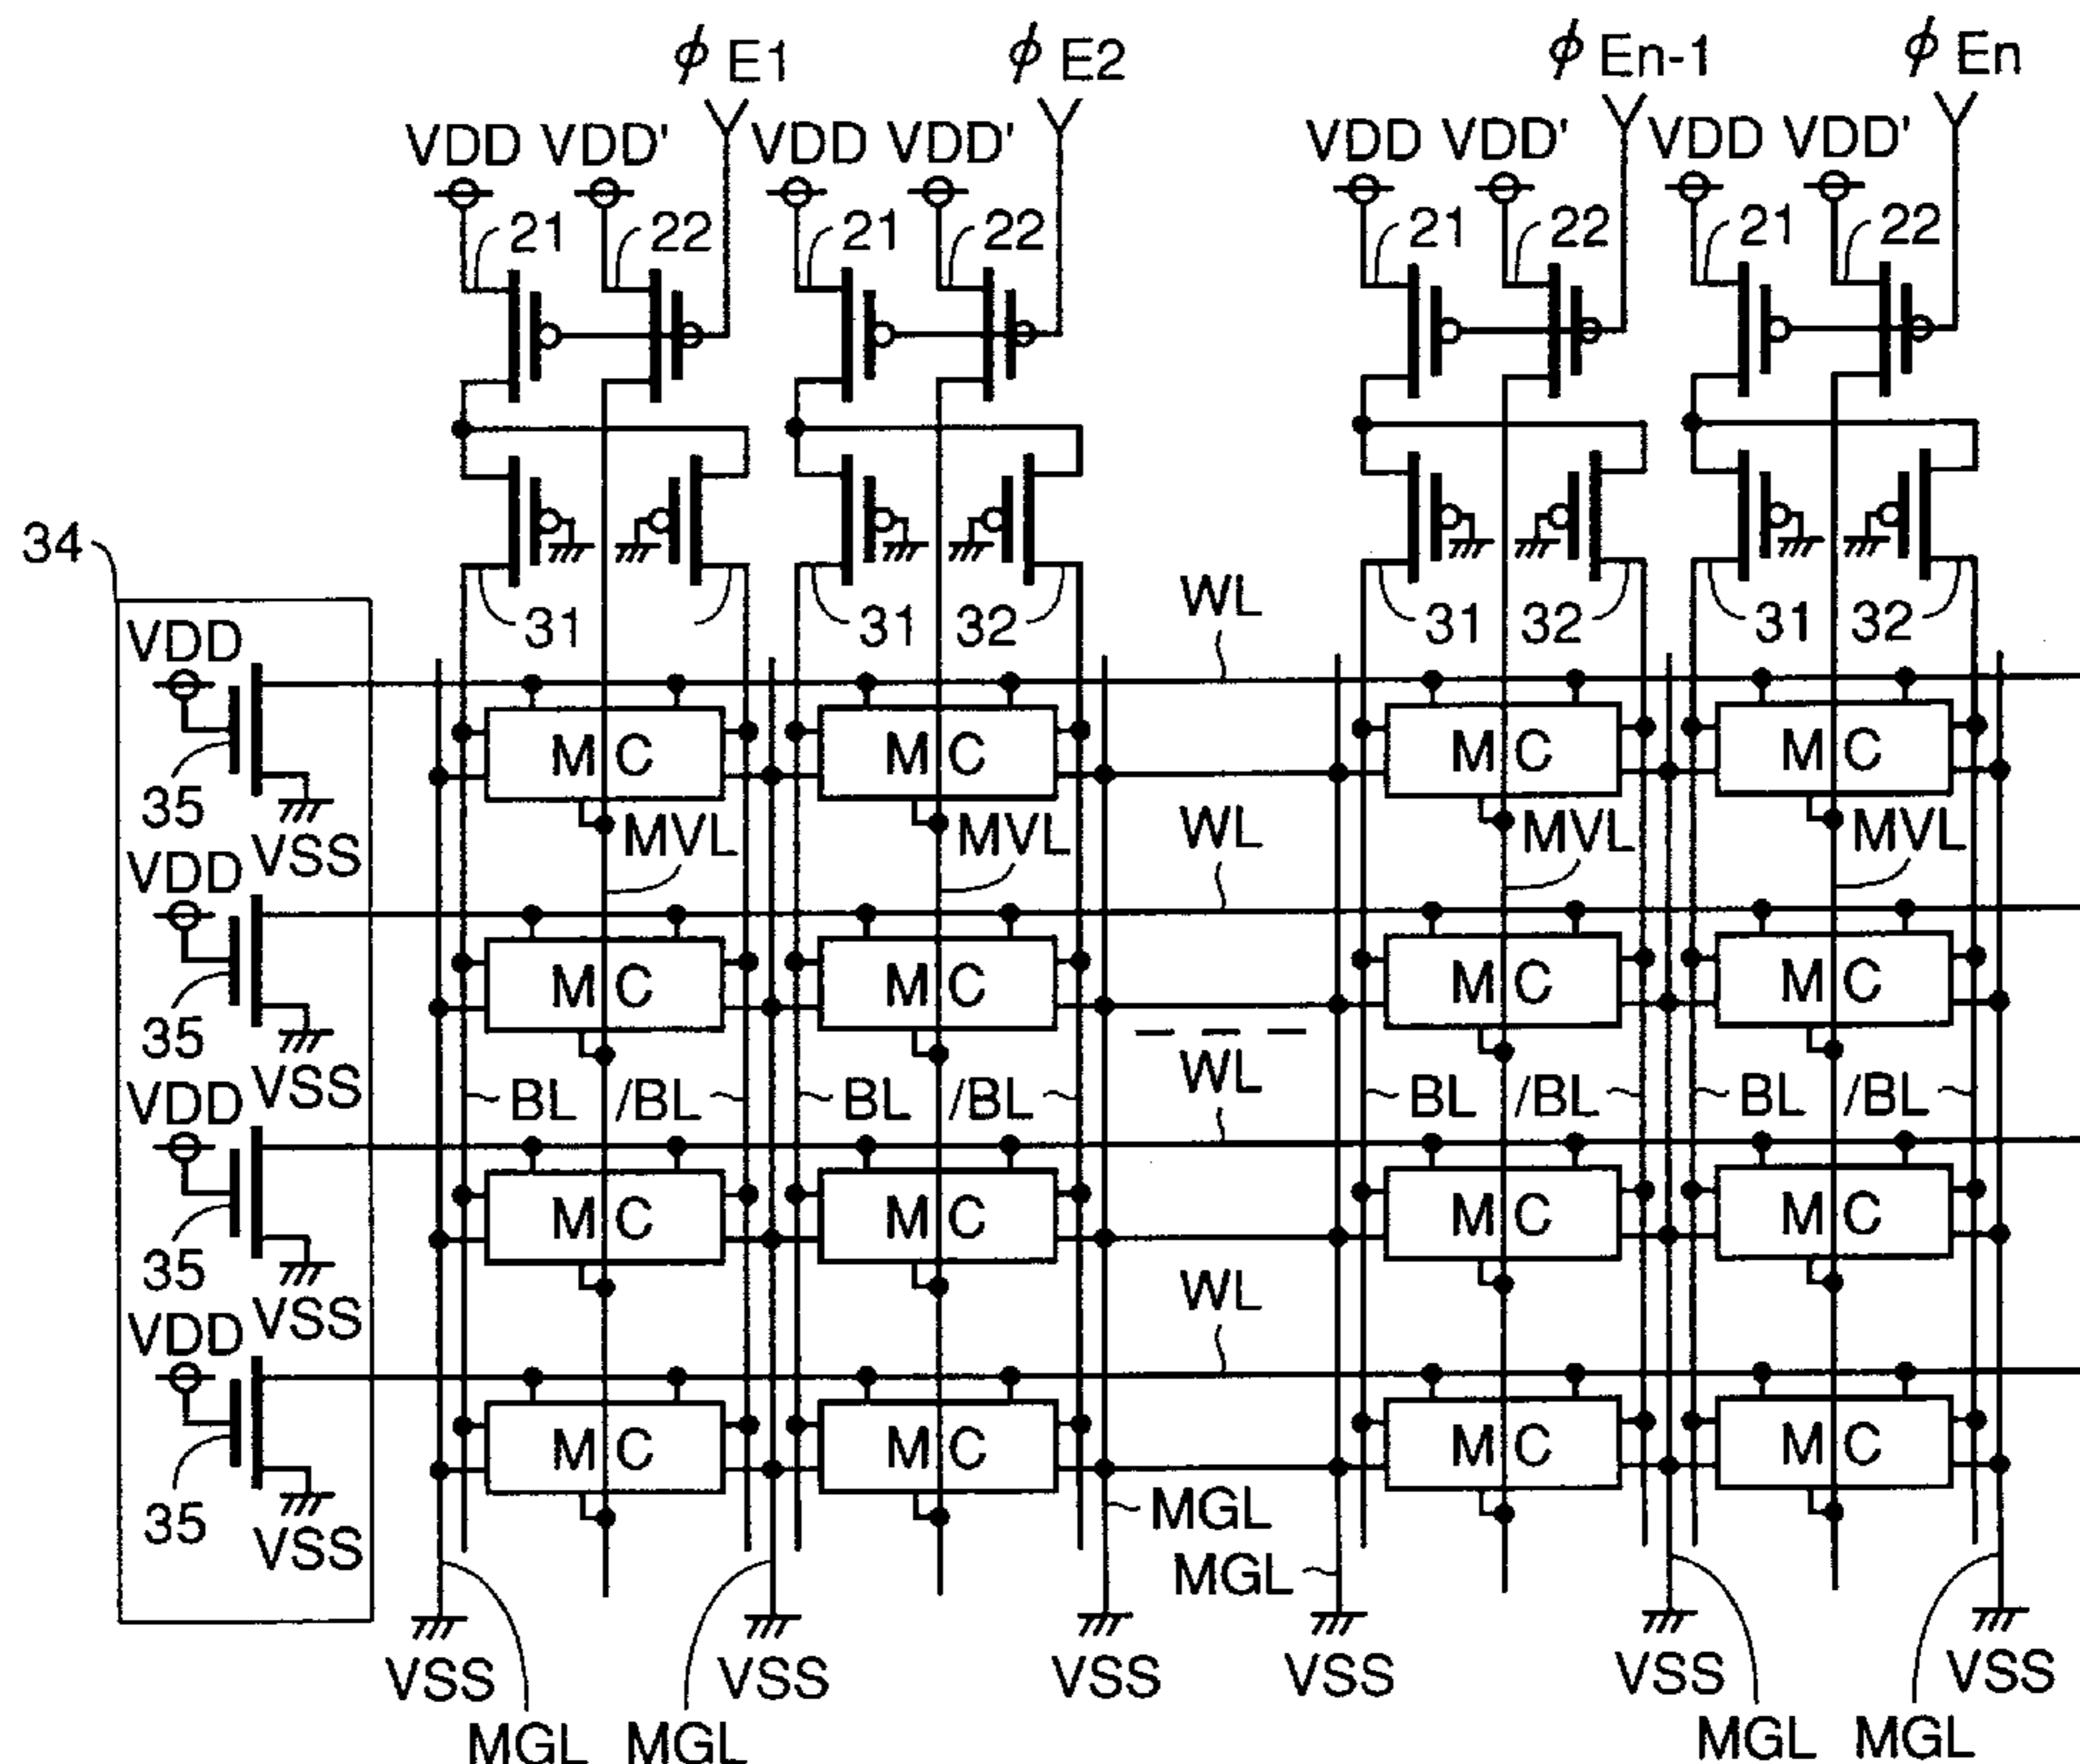 ϕ E1 ϕ E2 ϕ En-1 ϕ En
VDD VDD' VDD VDD' VDD VDD' VDD VDD'
21 22 21 22 21 22 21 22
34
31 31 32 31 32 31 32
WL
VDD
MC MC MC MC
35
VSS
MVL MVL WL MVL MVL
VDD
MC MC MC MC
35
VSS
WL
BL /BL BL /BL BL /BL BL /BL
VDD
MC MC MC MC
35
VSS
WL
VDD
MC MC MC MC
35
VSS
MGL
MGL
VSS VSS VSS VSS VSS VSS
MGL MGL MGL MGL